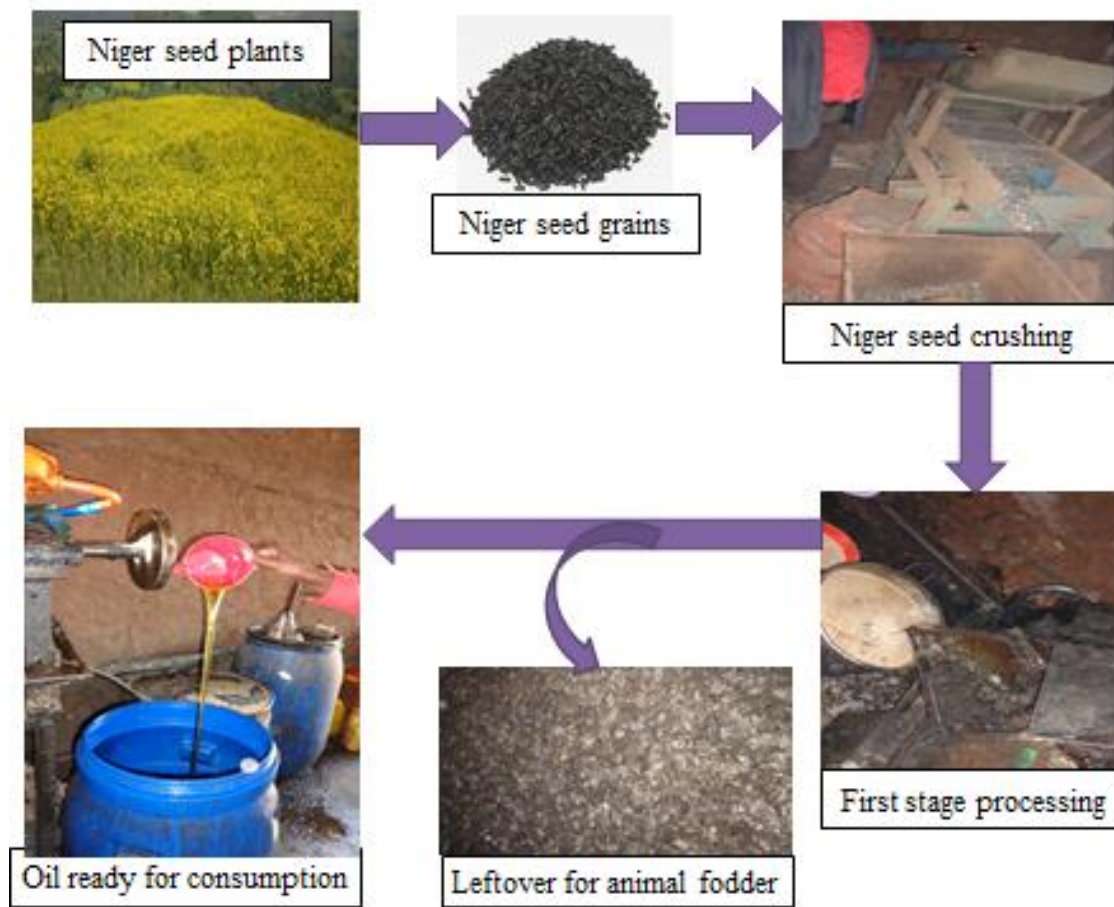 Niger seed plants
Niger seed grains
Niger seed crushing
First stage processing
Leftover for animal fodder
Oil ready for consumption